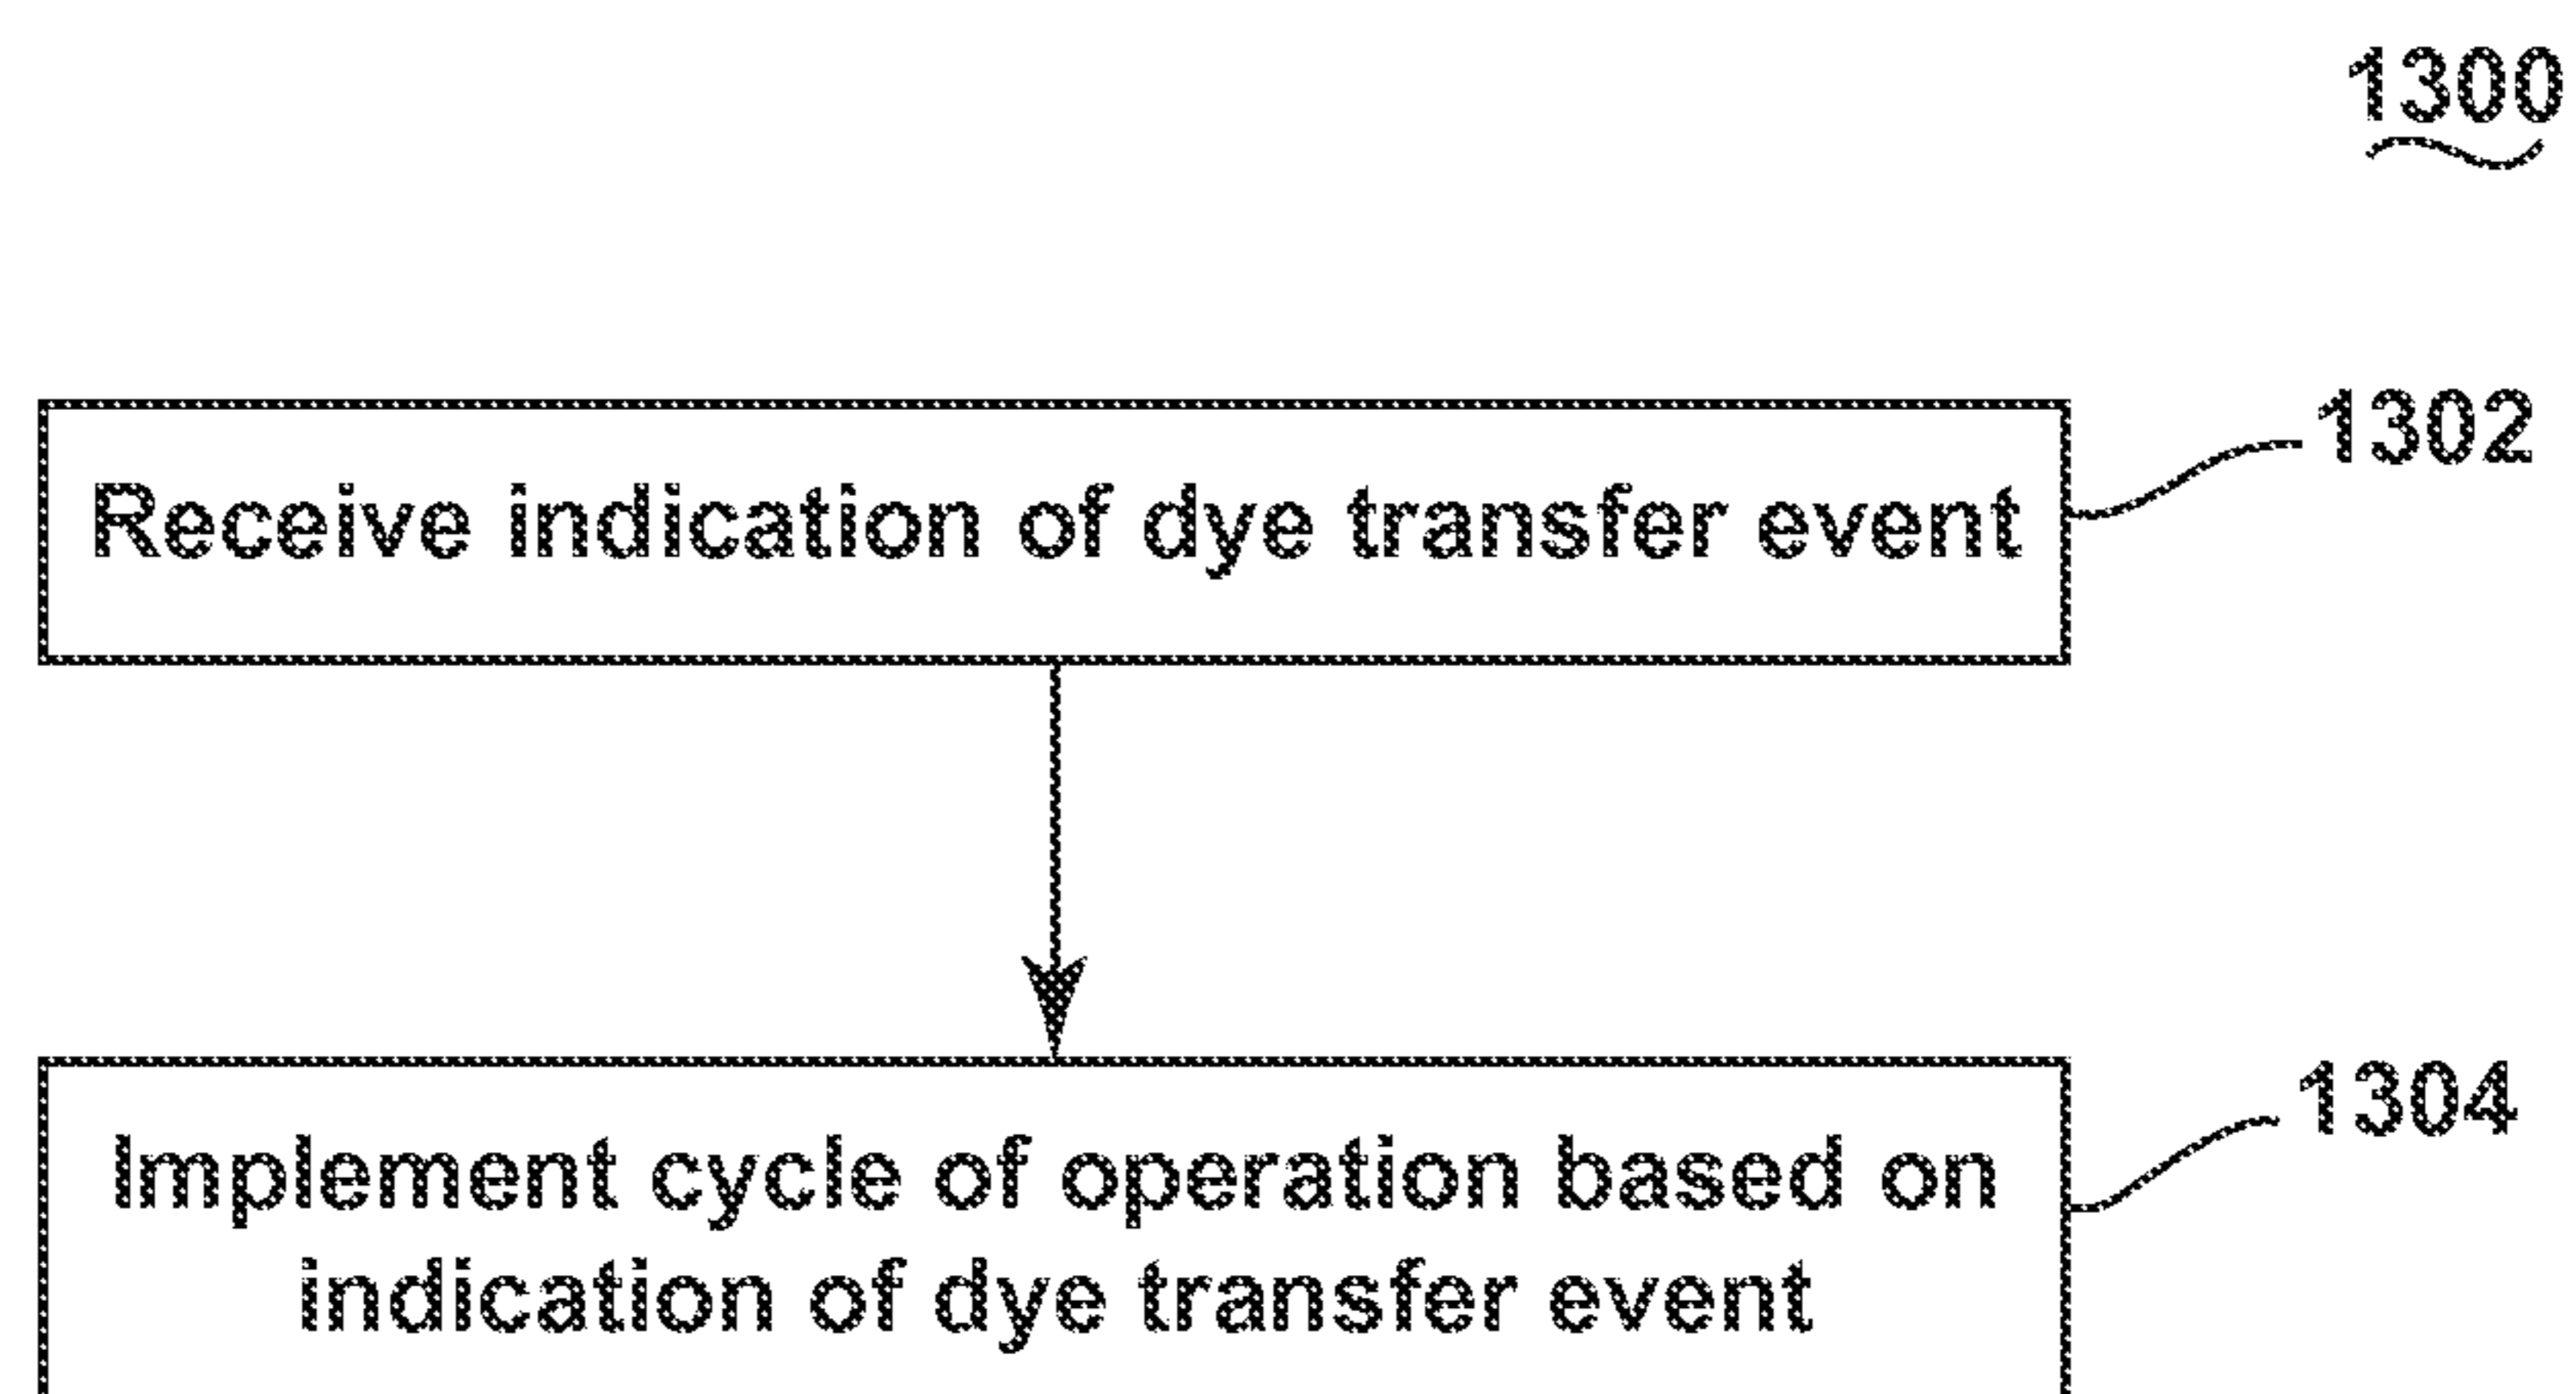 1300
Receive indication of dye transfer event
1302
Implement cycle of operation based on
indication of dye transfer event
1304